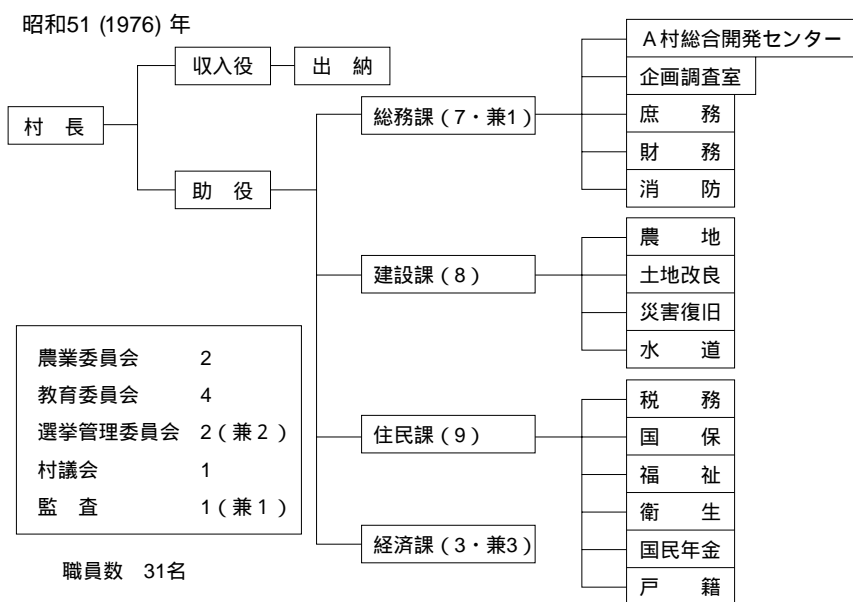 昭和51 (1976) 年
村　長
収入役
出　納
助　役
総務課（7・兼1）
A村総合開発センター
企画調査室
庶　　務
財　　務
消　　防
建設課（8）
農　　地
土地改良
災害復旧
水　　道
住民課（9）
税　　務
国　　保
福　　祉
衛　　生
国民年金
戸　　籍
経済課（3・兼3）
農業委員会　2
教育委員会　4
選挙管理委員会　2（兼２）
村議会　1
監　査　1（兼１）
職員数　31名